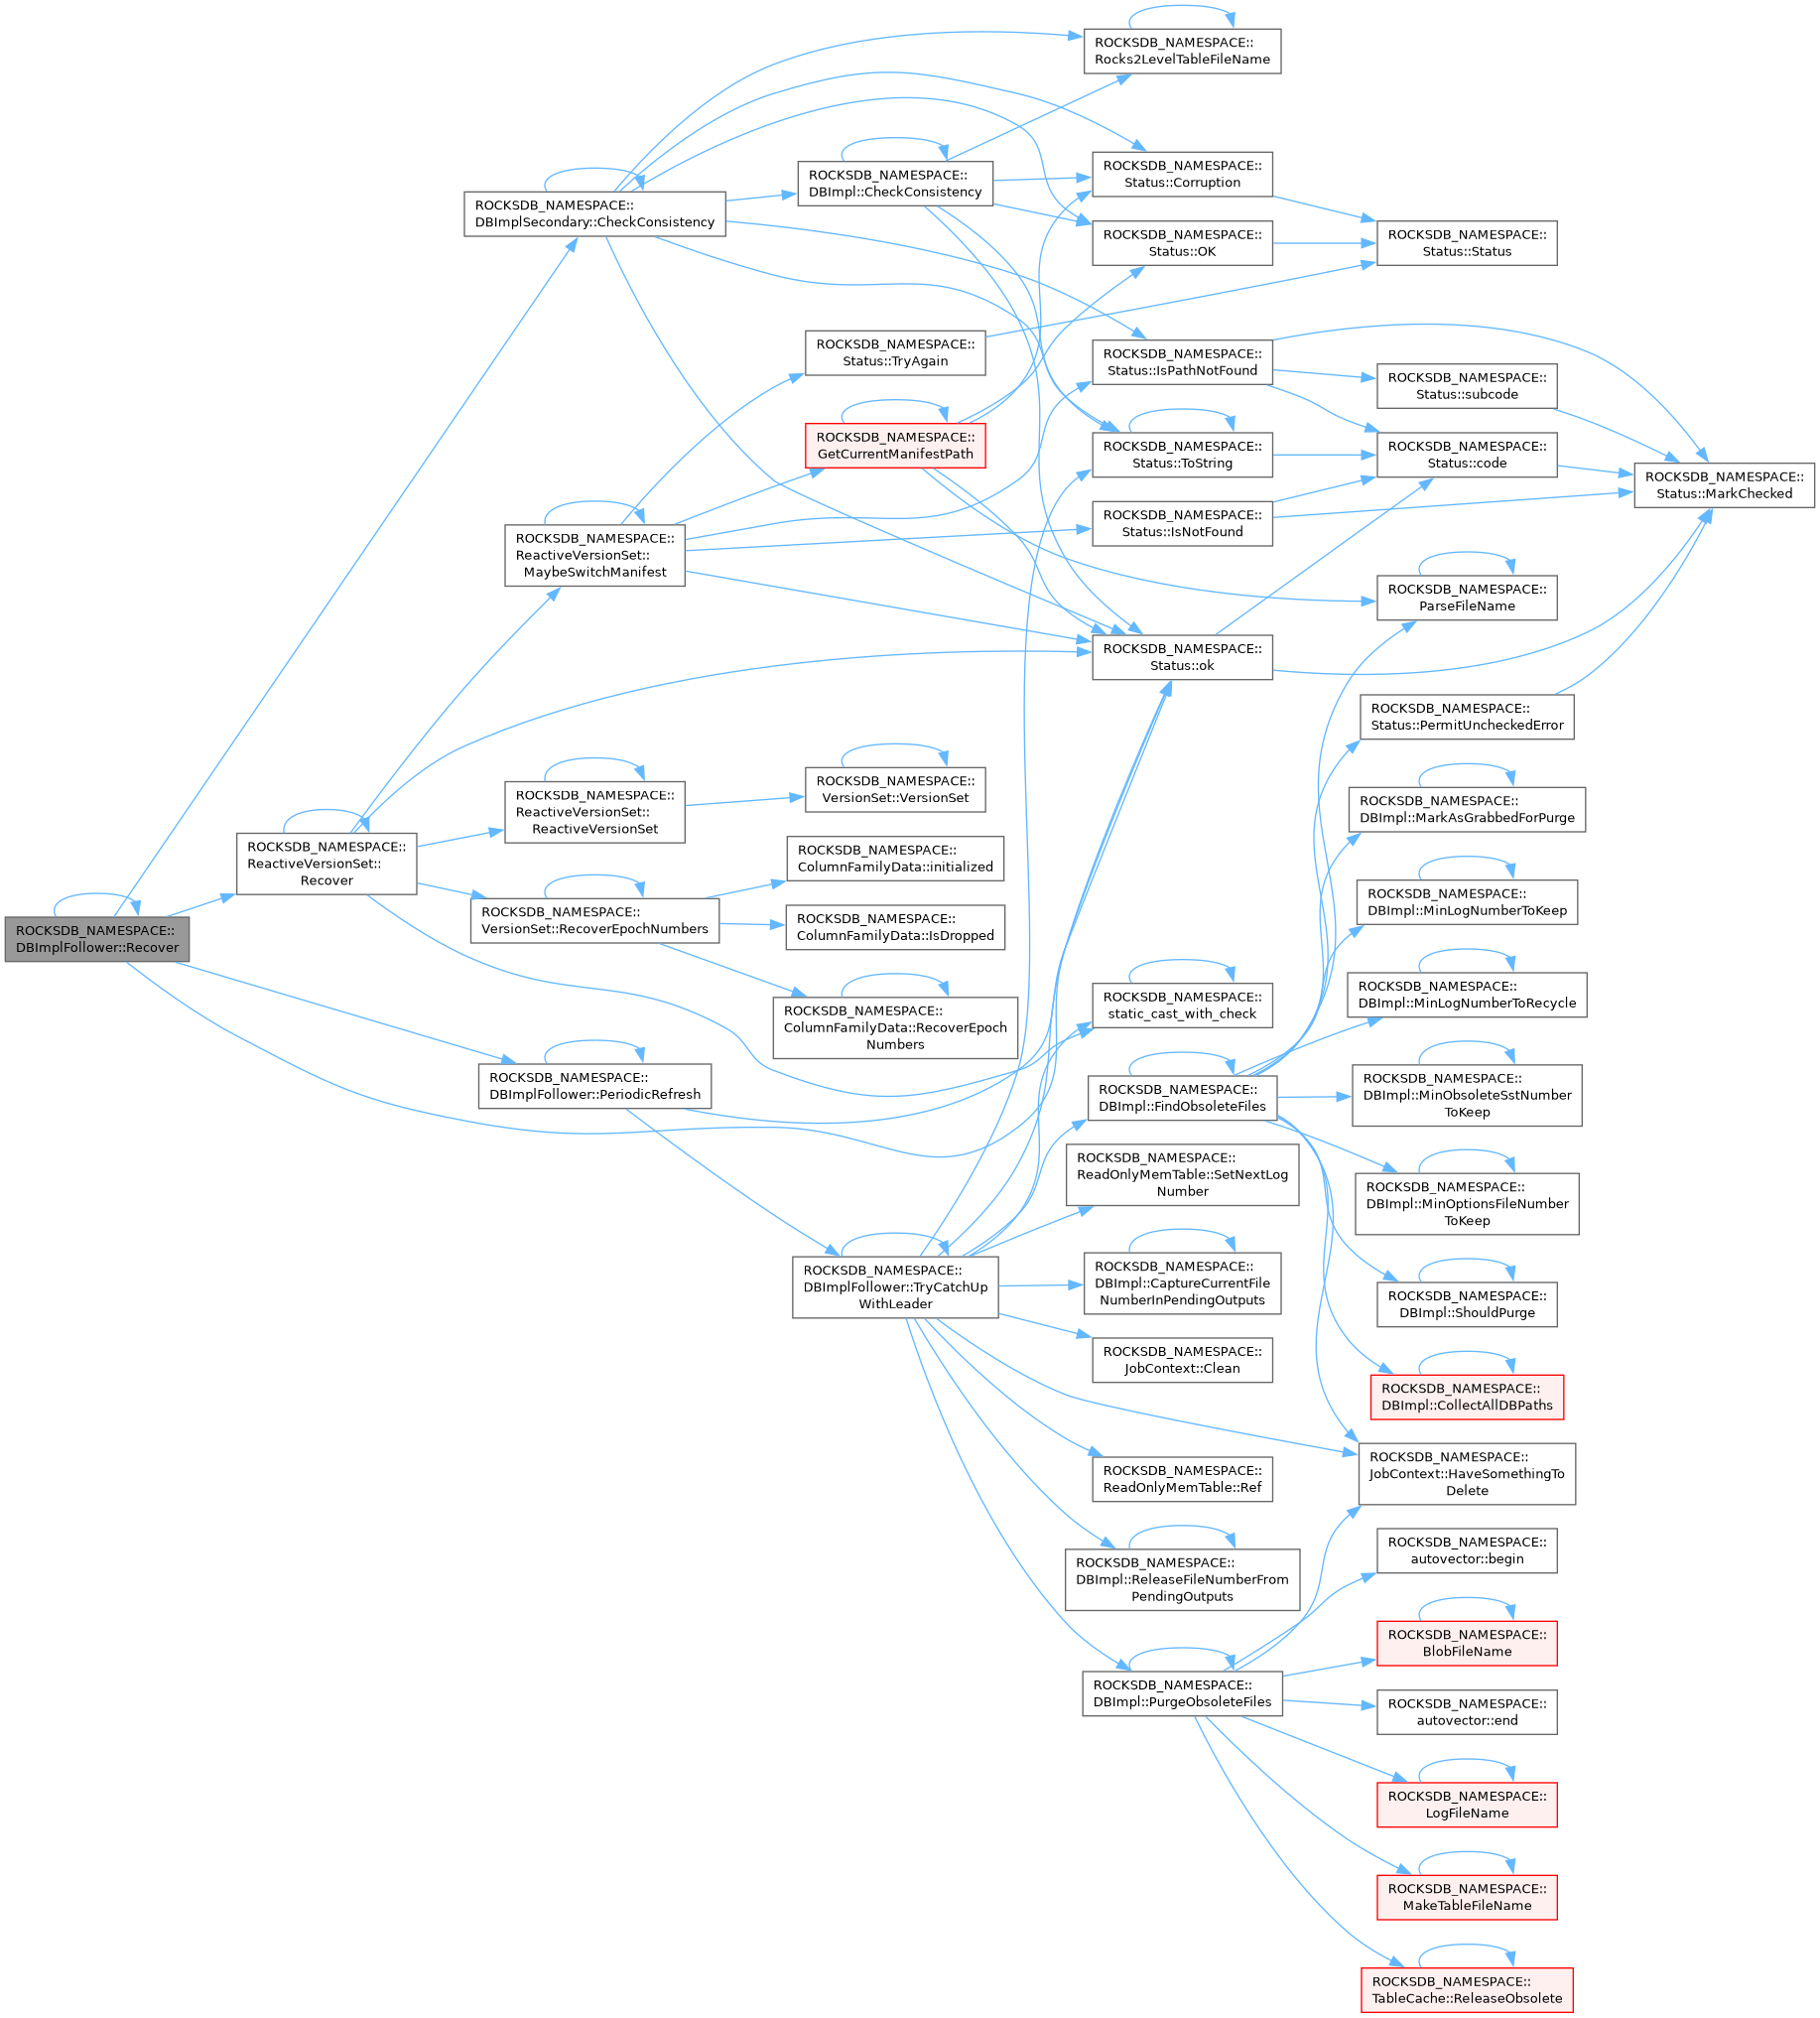 ROCKSDB_NAMESPACE::
DBImplFollower::Recover
ROCKSDB_NAMESPACE::
DBImplSecondary::CheckConsistency
ROCKSDB_NAMESPACE::
ReactiveVersionSet::
Recover
ROCKSDB_NAMESPACE::
DBImplFollower::PeriodicRefresh
ROCKSDB_NAMESPACE::
ReactiveVersionSet::
MaybeSwitchManifest
ROCKSDB_NAMESPACE::
ReactiveVersionSet::
ReactiveVersionSet
ROCKSDB_NAMESPACE::
VersionSet::RecoverEpochNumbers
ROCKSDB_NAMESPACE::
DBImpl::CheckConsistency
ROCKSDB_NAMESPACE::
Status::TryAgain
ROCKSDB_NAMESPACE::
GetCurrentManifestPath
ROCKSDB_NAMESPACE::
VersionSet::VersionSet
ROCKSDB_NAMESPACE::
ColumnFamilyData::initialized
ROCKSDB_NAMESPACE::
ColumnFamilyData::IsDropped
ROCKSDB_NAMESPACE::
ColumnFamilyData::RecoverEpoch
Numbers
ROCKSDB_NAMESPACE::
DBImplFollower::TryCatchUp
WithLeader
ROCKSDB_NAMESPACE::
Rocks2LevelTableFileName
ROCKSDB_NAMESPACE::
Status::Corruption
ROCKSDB_NAMESPACE::
Status::OK
ROCKSDB_NAMESPACE::
Status::IsPathNotFound
ROCKSDB_NAMESPACE::
Status::ToString
ROCKSDB_NAMESPACE::
Status::IsNotFound
ROCKSDB_NAMESPACE::
Status::ok
ROCKSDB_NAMESPACE::
static_cast_with_check
ROCKSDB_NAMESPACE::
DBImpl::FindObsoleteFiles
ROCKSDB_NAMESPACE::
ReadOnlyMemTable::SetNextLog
Number
ROCKSDB_NAMESPACE::
DBImpl::CaptureCurrentFile
NumberInPendingOutputs
ROCKSDB_NAMESPACE::
JobContext::Clean
ROCKSDB_NAMESPACE::
ReadOnlyMemTable::Ref
ROCKSDB_NAMESPACE::
DBImpl::ReleaseFileNumberFrom
PendingOutputs
ROCKSDB_NAMESPACE::
DBImpl::PurgeObsoleteFiles
ROCKSDB_NAMESPACE::
Status::Status
ROCKSDB_NAMESPACE::
Status::subcode
ROCKSDB_NAMESPACE::
Status::code
ROCKSDB_NAMESPACE::
ParseFileName
ROCKSDB_NAMESPACE::
Status::PermitUncheckedError
ROCKSDB_NAMESPACE::
DBImpl::MarkAsGrabbedForPurge
ROCKSDB_NAMESPACE::
DBImpl::MinLogNumberToKeep
ROCKSDB_NAMESPACE::
DBImpl::MinLogNumberToRecycle
ROCKSDB_NAMESPACE::
DBImpl::MinObsoleteSstNumber
ToKeep
ROCKSDB_NAMESPACE::
DBImpl::MinOptionsFileNumber
ToKeep
ROCKSDB_NAMESPACE::
DBImpl::ShouldPurge
ROCKSDB_NAMESPACE::
DBImpl::CollectAllDBPaths
ROCKSDB_NAMESPACE::
JobContext::HaveSomethingTo
Delete
ROCKSDB_NAMESPACE::
autovector::begin
ROCKSDB_NAMESPACE::
BlobFileName
ROCKSDB_NAMESPACE::
autovector::end
ROCKSDB_NAMESPACE::
LogFileName
ROCKSDB_NAMESPACE::
MakeTableFileName
ROCKSDB_NAMESPACE::
TableCache::ReleaseObsolete
ROCKSDB_NAMESPACE::
Status::MarkChecked